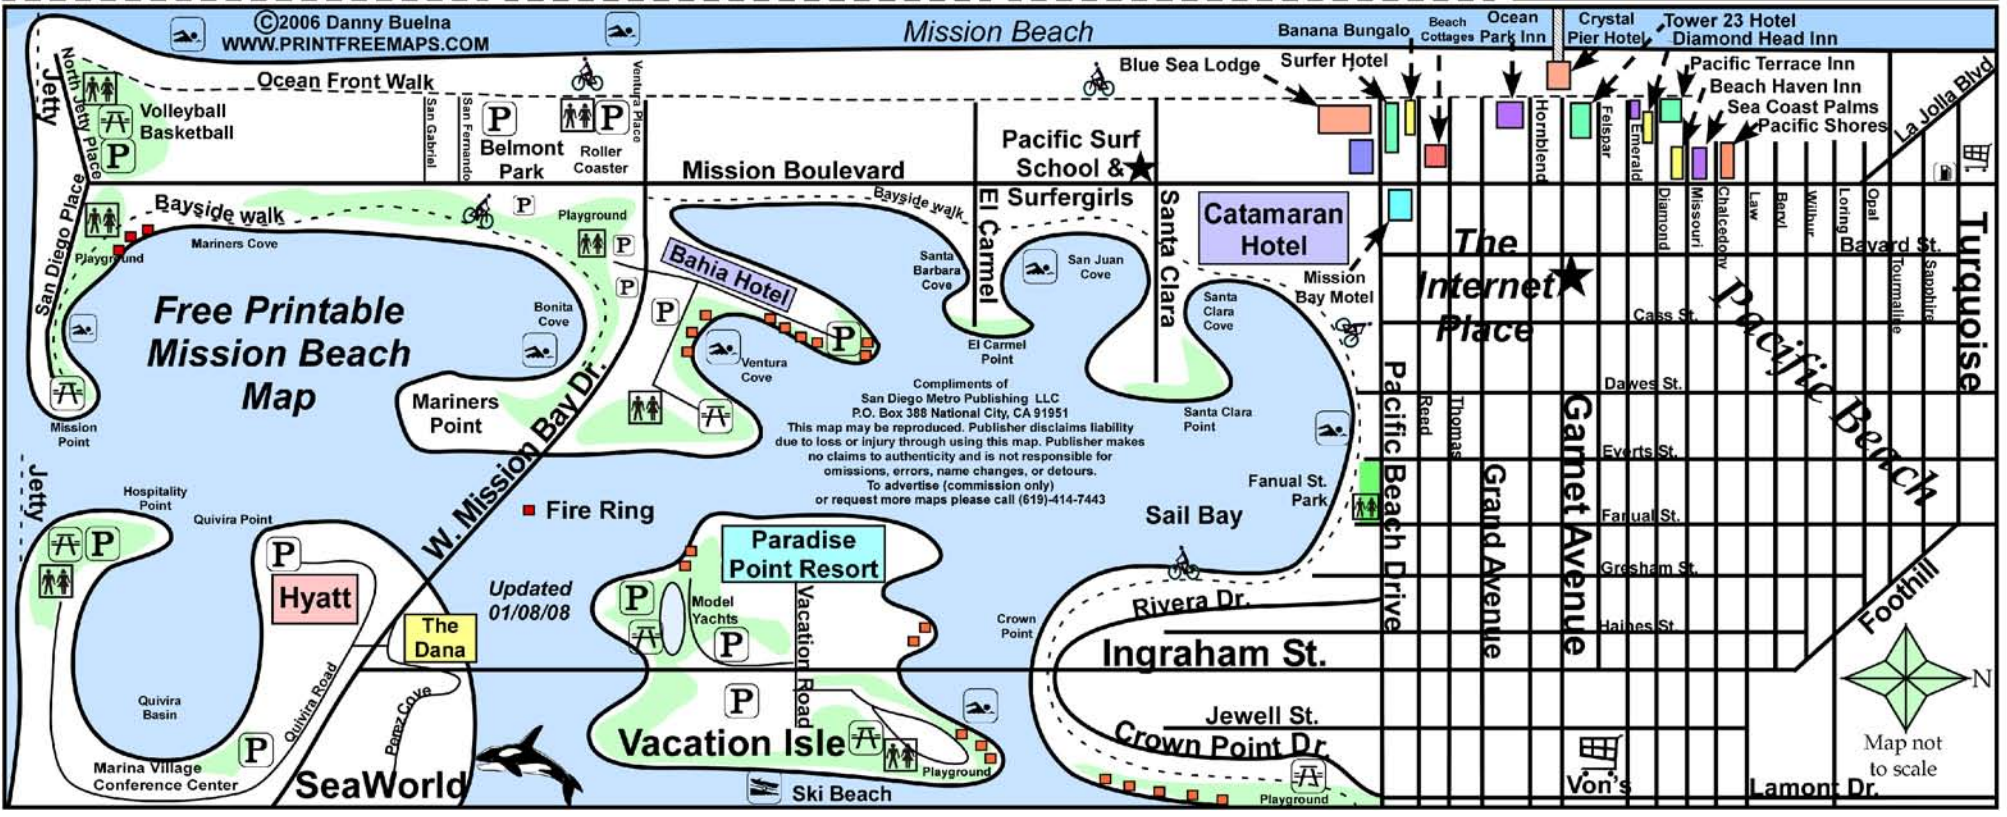 ©2006 Danny Buelna
WWW.PRINTFREEMAPS.COM
Mission Beach
Banana Bungalo
Beach
Cottages
Ocean
Park Inn
Crystal
Pier Hotel
Tower 23 Hotel
Diamond Head Inn
Blue Sea Lodge
Surfer Hotel
Pacific Terrace Inn
Beach Haven Inn
Sea Coast Palms
Pacific Shores
La Jolla Blvd
Jetty
North Jetty Place
Ocean Front Walk
Volleyball
Basketball
P
San Gabriel
San Fernando
P
Belmont
Park
P
Roller
Coaster
Ventura Place
Mission Boulevard
Pacific Surf
School &
Surfergirls
Hornblend
Felspar
Emerald
San Diego Place
Bayside walk
Mariners Cove
Playground
P
Playground
P
P
Bayside walk
El Carmel
Santa Clara
Catamaran
Hotel
Diamond
Missouri
Chalcedony
Law
Beryl
Wilbur
Loring
Opal
Bayard St.
Tourmaline
Sapphire
Turquoise
Free Printable
Mission Beach
Map
Bonita
Cove
Bahia Hotel
P
P
Ventura
Cove
Santa
Barbara
Cove
San Juan
Cove
Santa
Clara
Cove
El Carmel
Point
Mission
Bay Motel
The
Internet
Place
Cass St.
Pacific Beach
Dawes St.
Mission
Point
Mariners
Point
W. Mission Bay Dr.
Compliments of
San Diego Metro Publishing LLC
P.O. Box 388 National City, CA 91951
This map may be reproduced. Publisher disclaims liability
due to loss or injury through using this map. Publisher makes
no claims to authenticity and is not responsible for
omissions, errors, name changes, or detours.
To advertise (commission only)
or request more maps please call (619)-414-7443
Santa Clara
Point
Pacific Beach Drive
Reed
Thomas
Grand Avenue
Garnet Avenue
Everts St.
Fanual St.
Gresham St.
Haines St.
Jetty
Hospitality
Point
Quivira Point
P
P
Hyatt
Fire Ring
Updated
01/08/08
The
Dana
Paradise
Point Resort
P
Model
Yachts
P
Vacation Road
Fanual St.
Park
Sail Bay
Crown
Point
Rivera Dr.
Ingraham St.
Foothill
Quivira
Basin
Quivira Road
Perez Cove
P
Marina Village
Conference Center
SeaWorld
P
Vacation Isle
Playground
Ski Beach
Jewell St.
Crown Point Dr.
Playground
Von's
Lamont Dr.
N
Map not
to scale